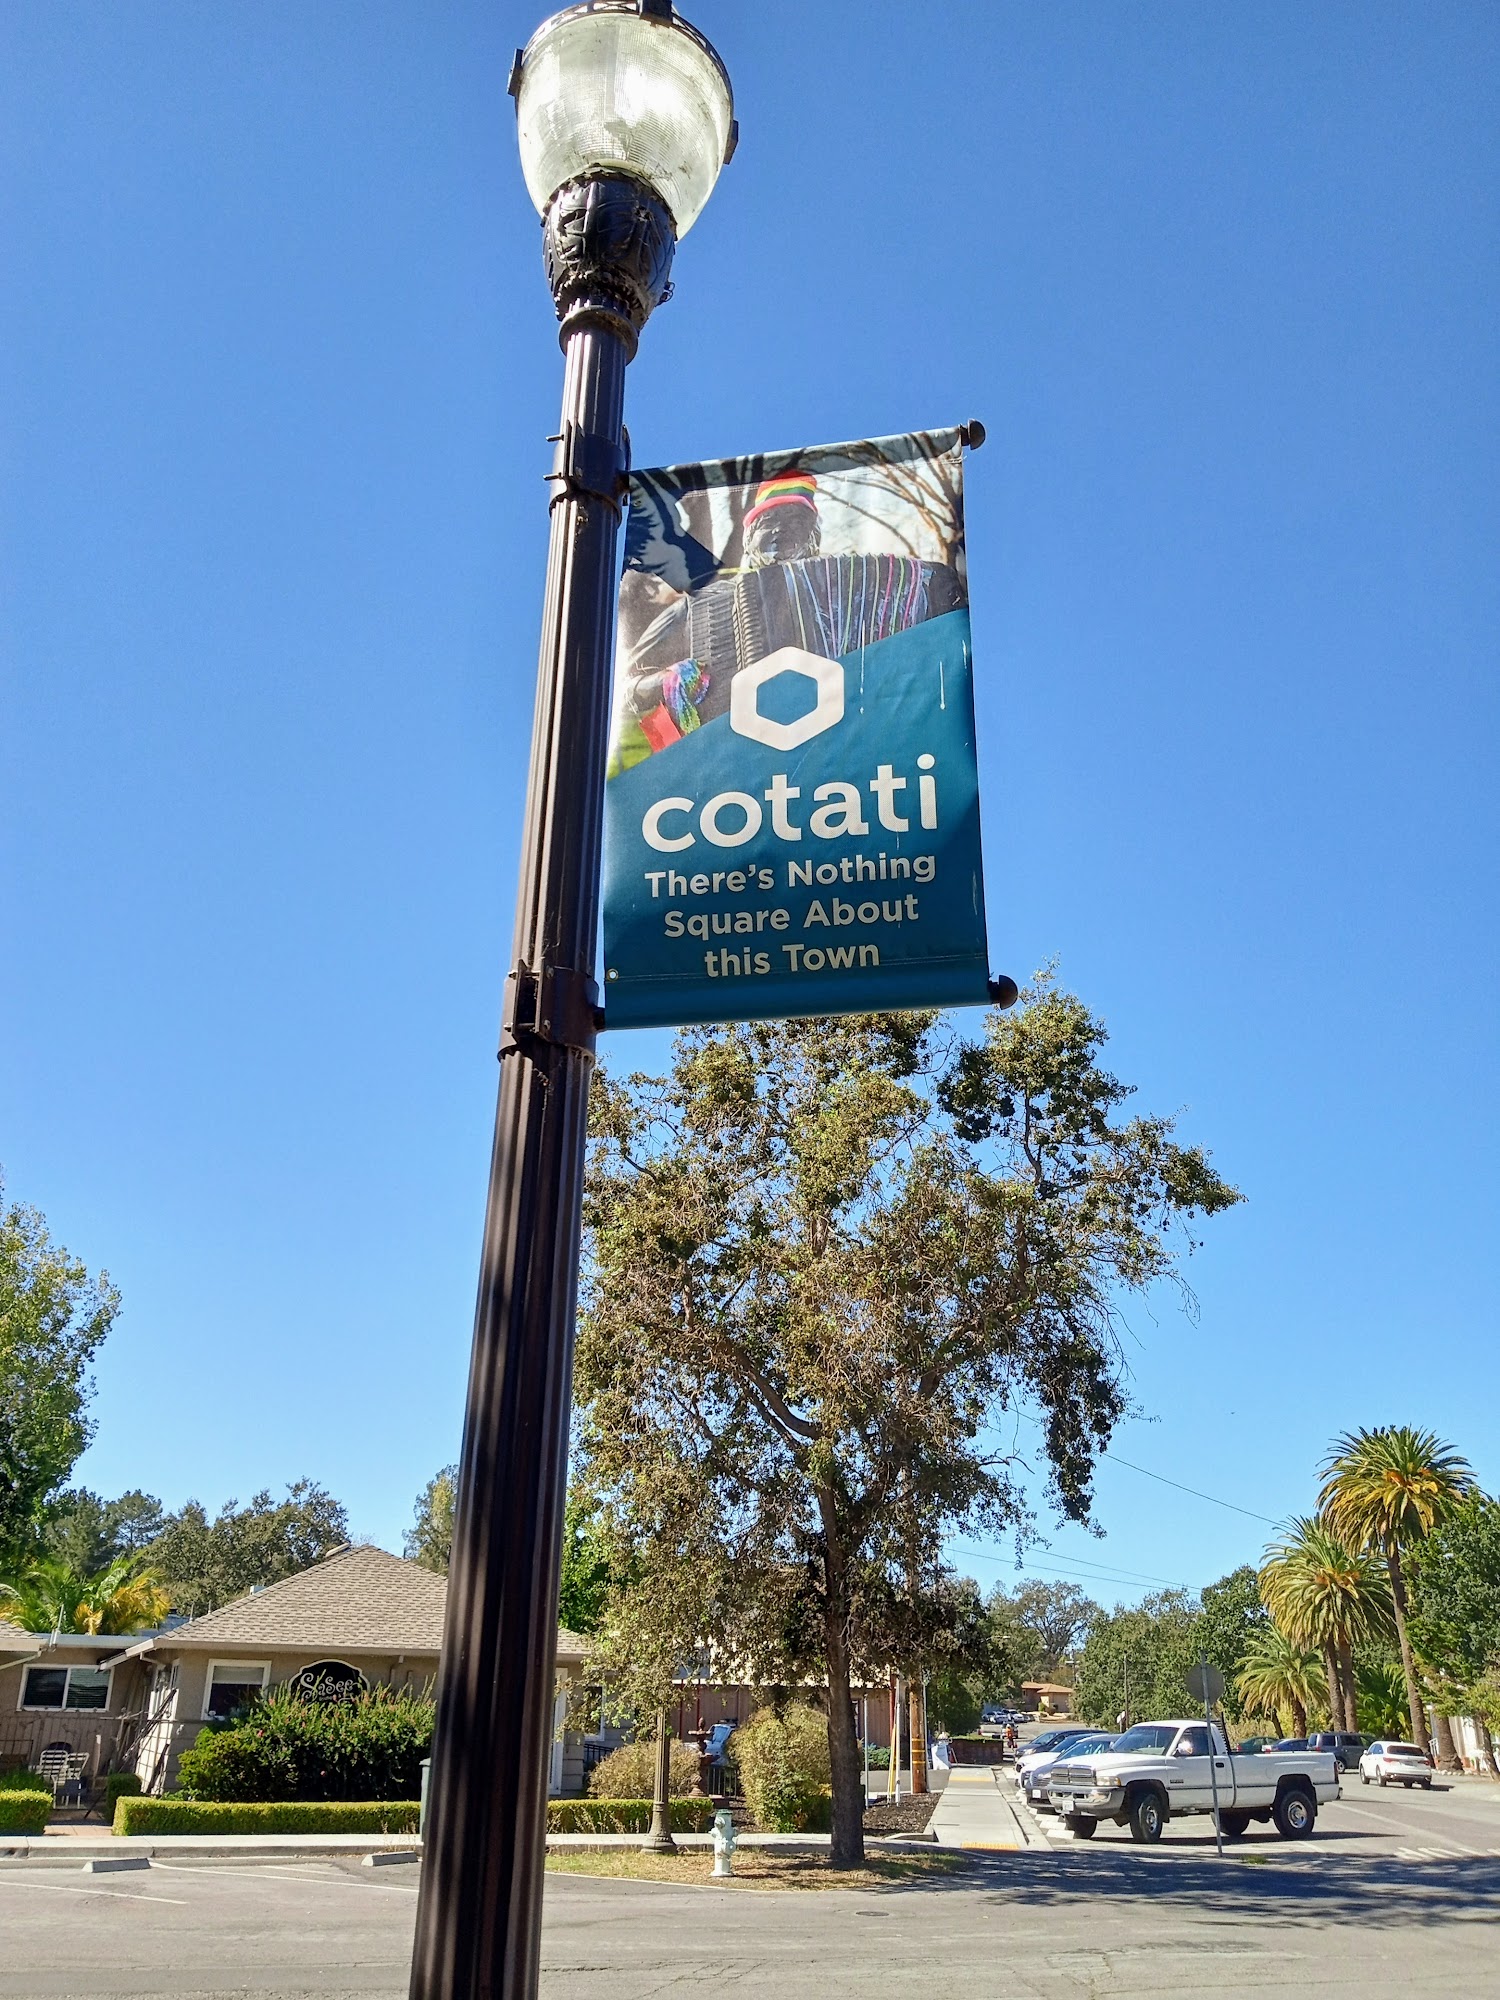 cotati
There's Nothing
Square About
this Town